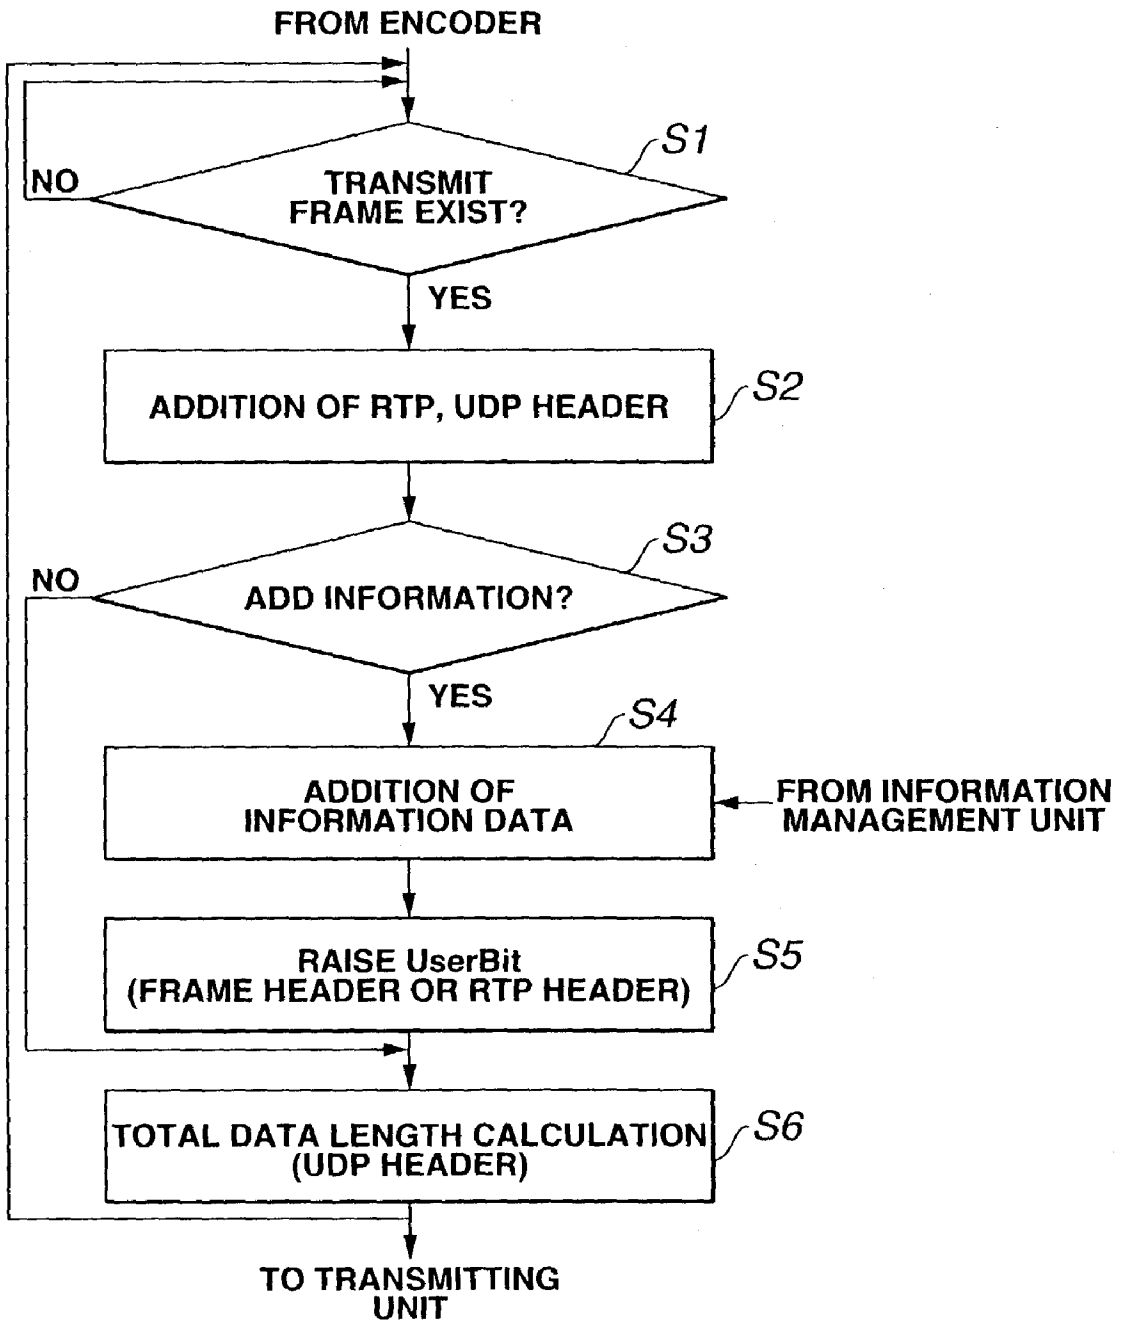 FROM ENCODER
S1
NO
TRANSMIT
FRAME EXIST?
YES
S2
ADDITION OF RTP, UDP HEADER
S3
NO
ADD INFORMATION?
YES
S4
ADDITION OF
INFORMATION DATA
FROM INFORMATION
MANAGEMENT UNIT
S5
RAISE UserBit
(FRAME HEADER OR RTP HEADER)
S6
TOTAL DATA LENGTH CALCULATION
(UDP HEADER)
TO TRANSMITTING
UNIT